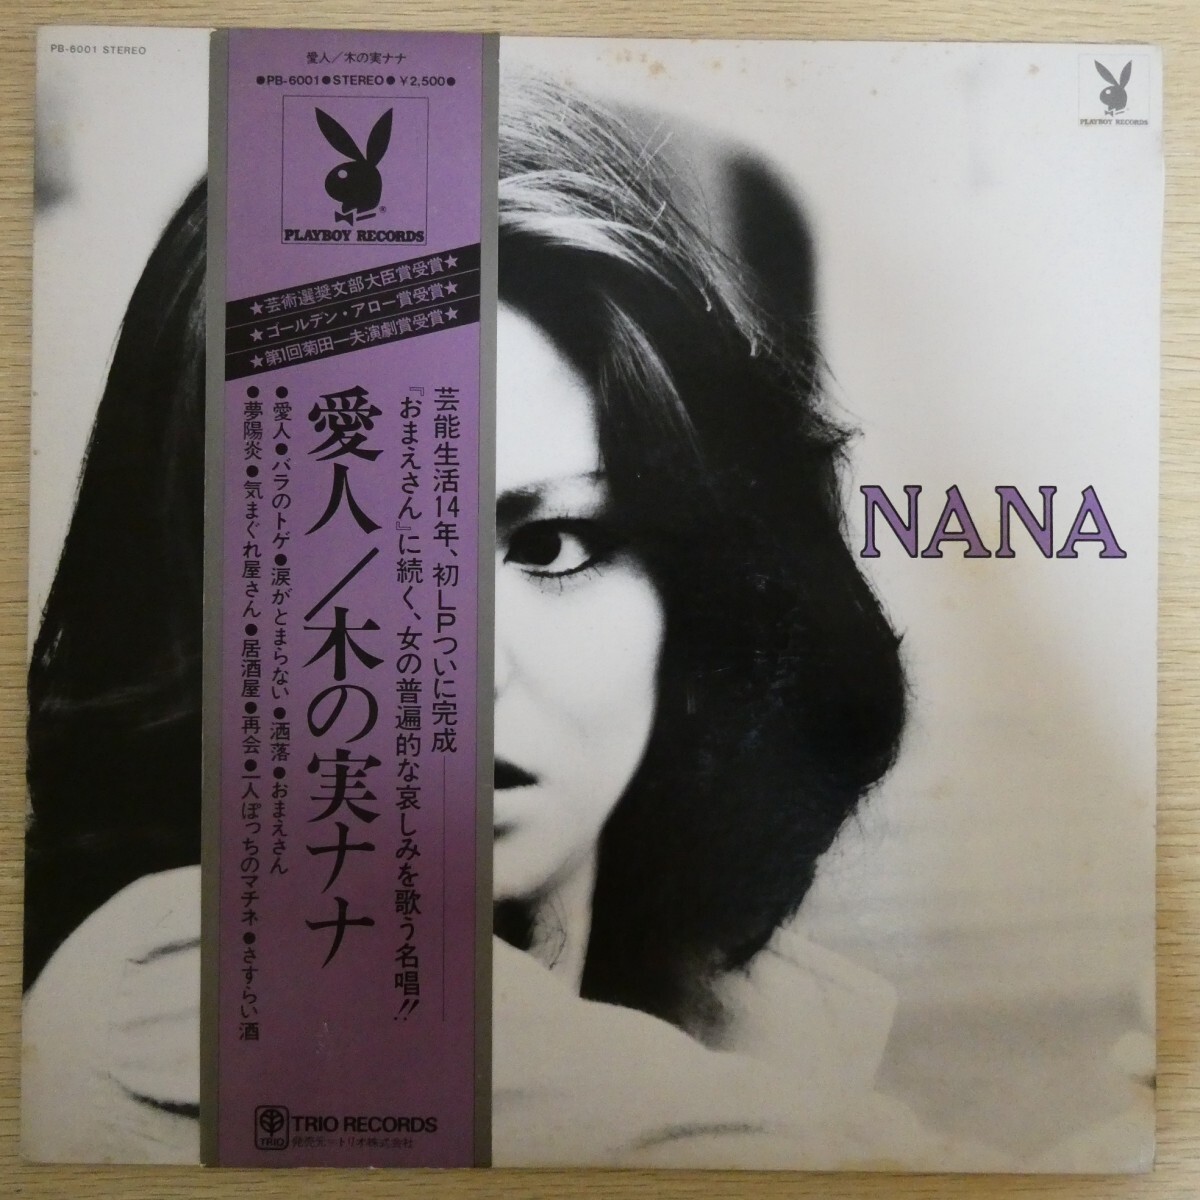 PB-6001 STEREO
愛人／木の実ナナ
●PB-6001●STEREO●￥2,500●
PLAYBOY RECORDS
★芸術選奨文部大臣賞受賞★
★ゴールデン・アロー賞受賞★
★第1回菊田一夫演劇賞受賞★
芸能生活14年、初LPついに完成
『おまえさん』に続く、女の普遍的な哀しみを歌う名唱!!
愛人／木の実ナナ
●愛人●バラのトゲ●涙がとまらない●洒落●おまえさん
●夢陽炎●気まぐれ屋さん●居酒屋●再会●一人ぽっちのマチネ●さすらい酒
TRIO
TRIO RECORDS
発売元=トリオ株式会社
PLAYBOY RECORDS
NANA